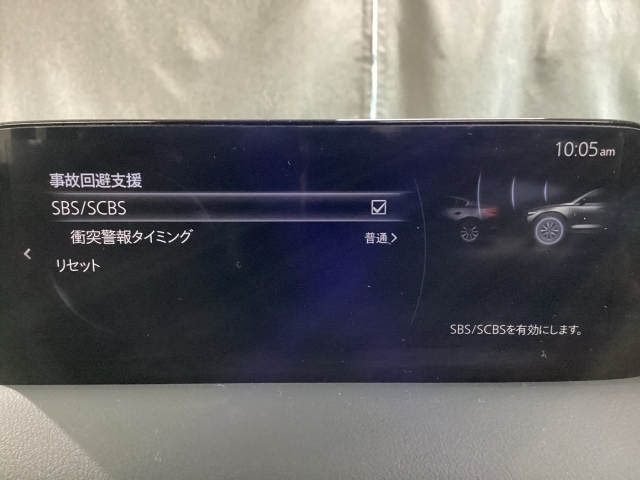 10:05am
事故回避支援
SBS/SCBS
衝突警報タイミング 普通
リセット
SBS/SCBSを有効にします。